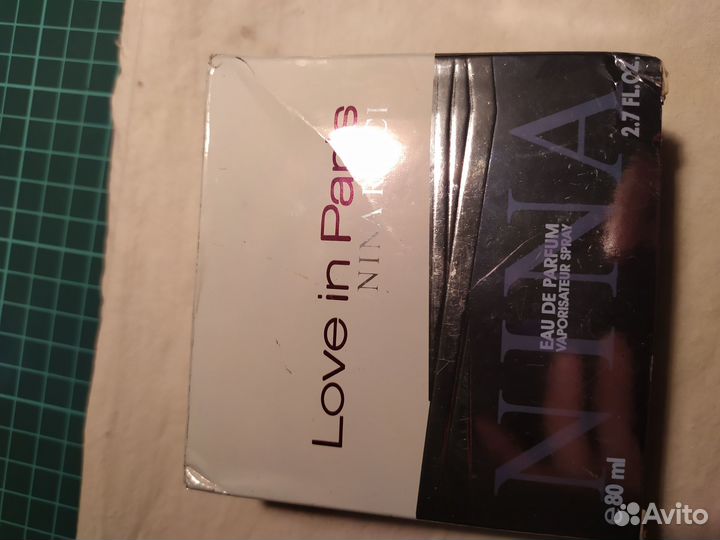 Love in Paris
NINA RICCI
NINA
EAU DE PARFUM
VAPORISATEUR SPRAY
e 80 ml
2.7 FL.OZ.
Avito